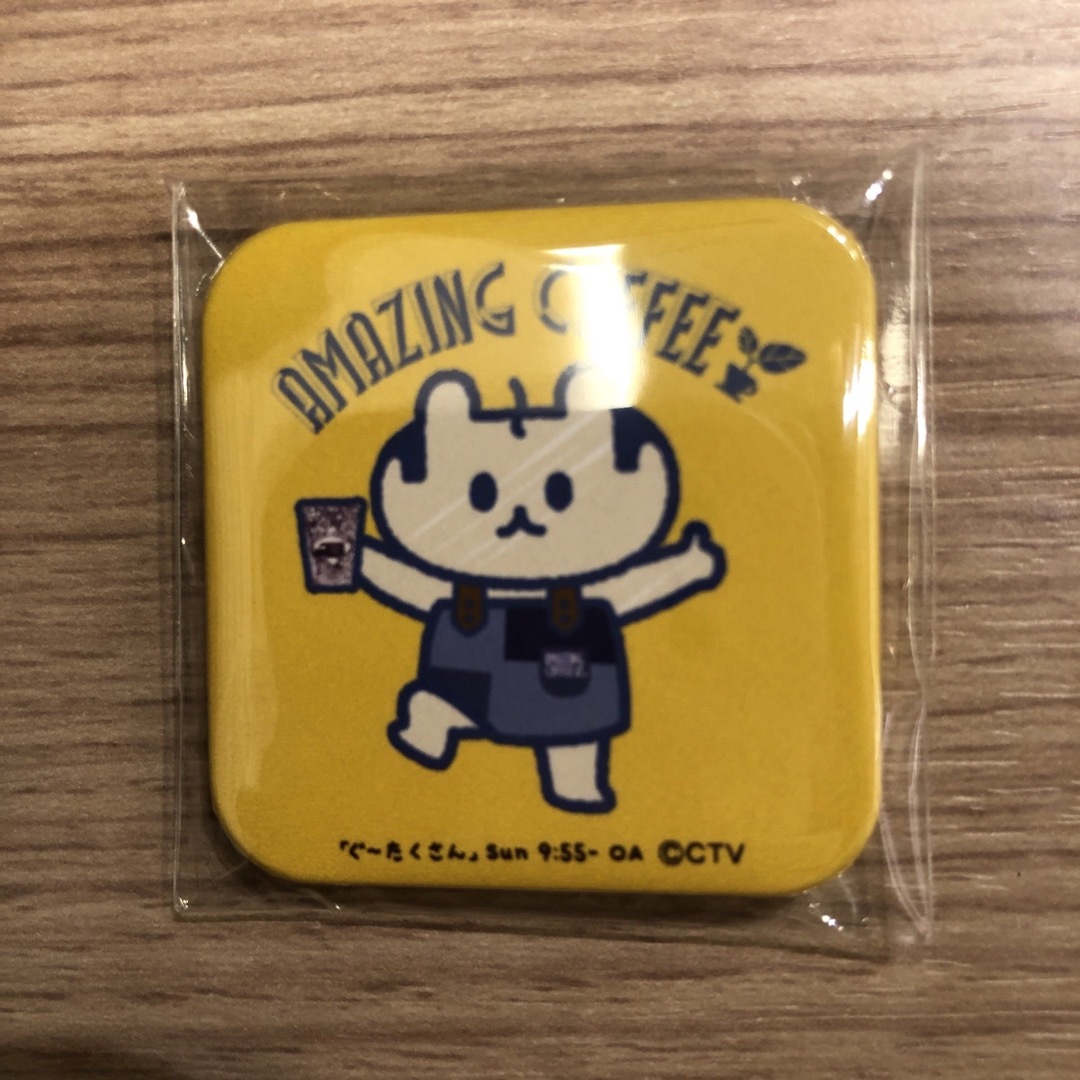 AMAZING COFFEE
「ぐ〜たくさん」 Sun 9:55- OA ©CTV